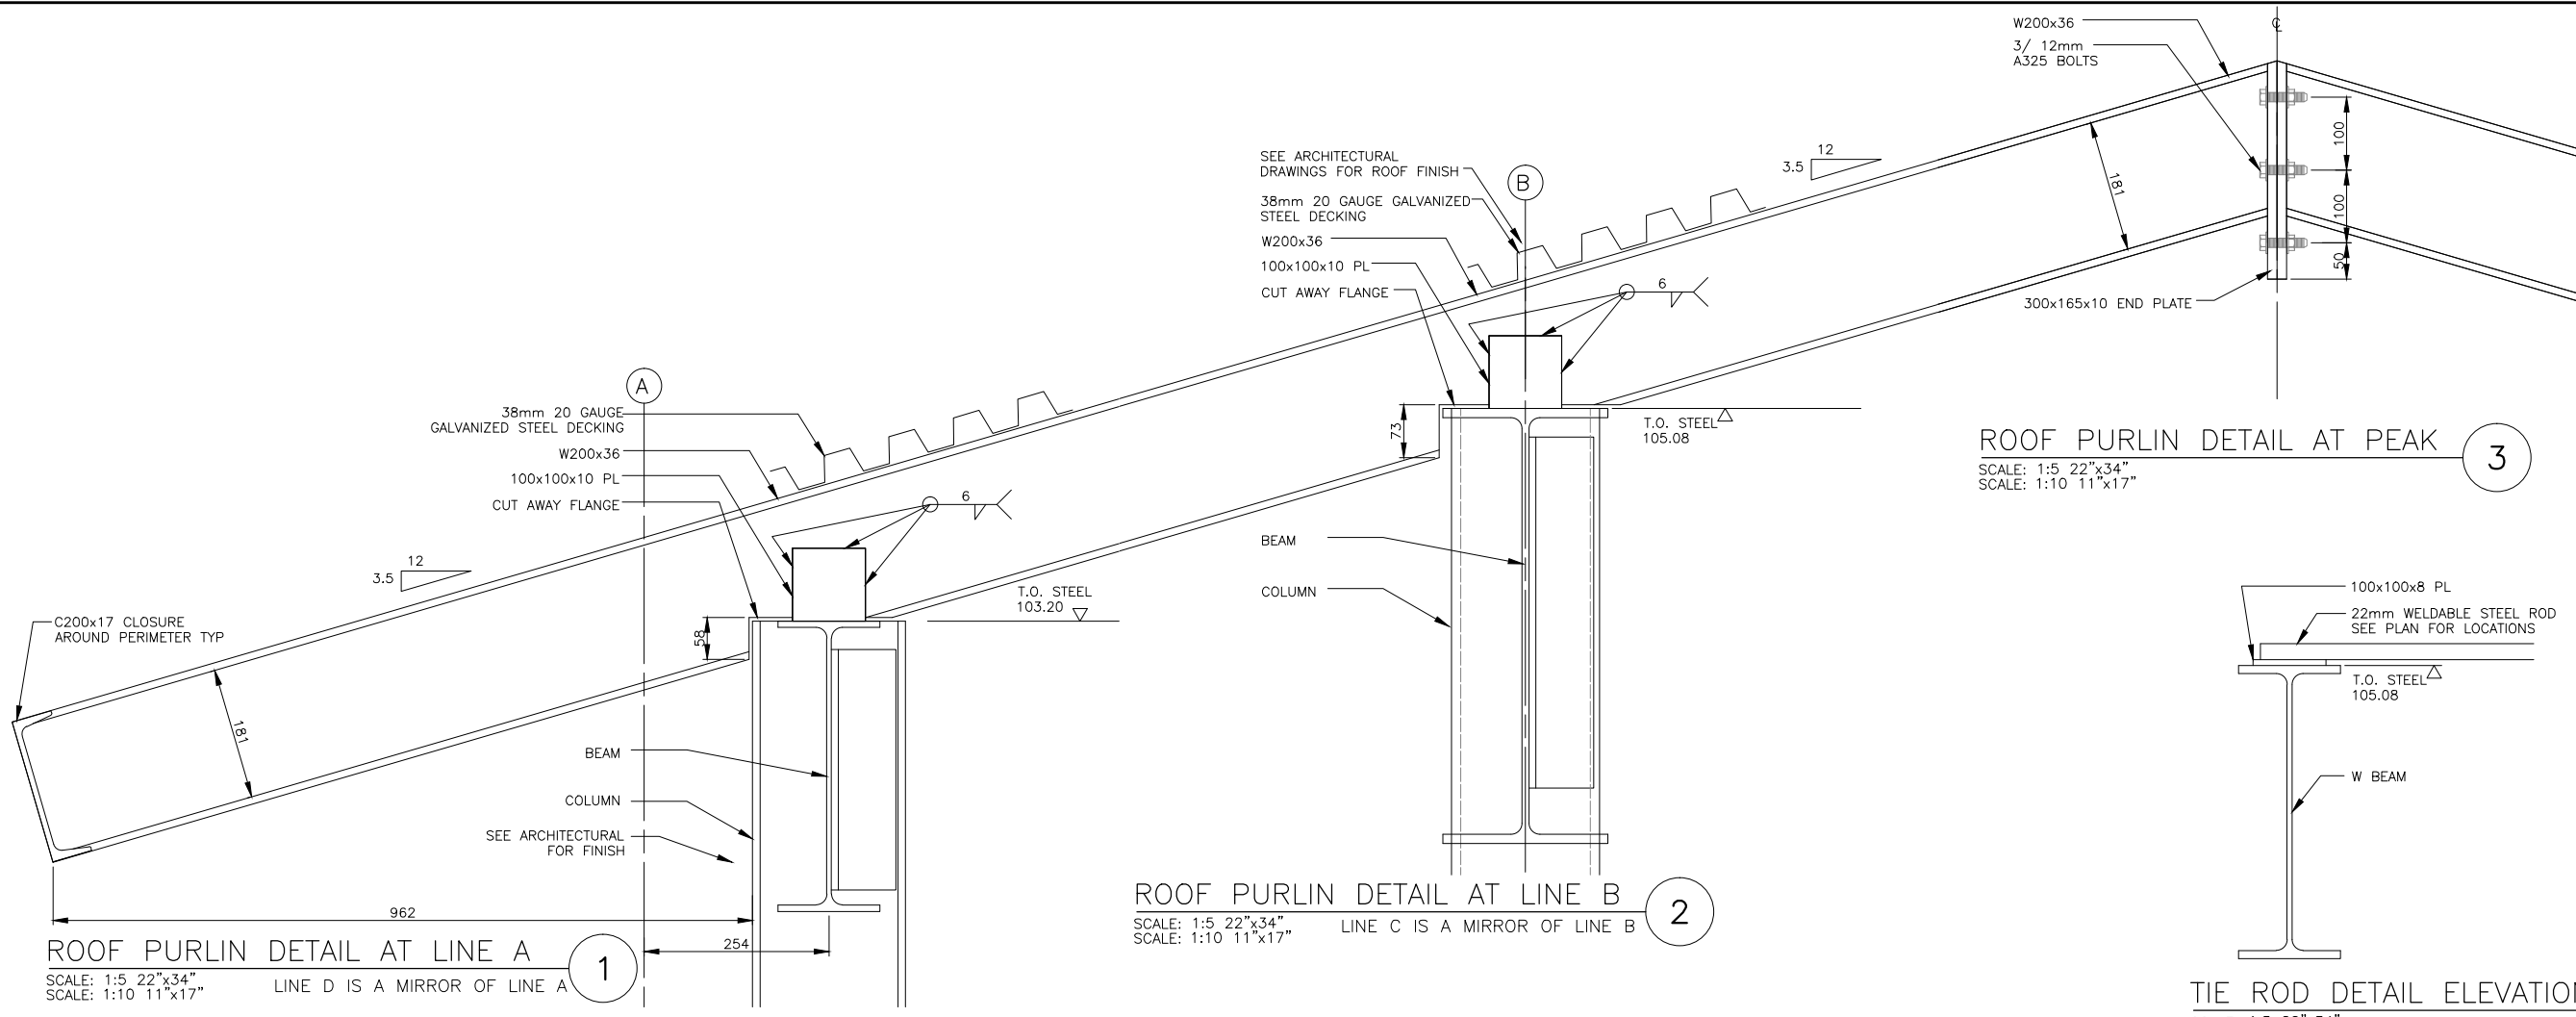 W200x36
3/ 12mm
A325 BOLTS
℄
100
100
50
181
12
3.5
300x165x10 END PLATE
ROOF PURLIN DETAIL AT PEAK
3
SCALE: 1:5 22"x34"
SCALE: 1:10 11"x17"
SEE ARCHITECTURAL
DRAWINGS FOR ROOF FINISH
38mm 20 GAUGE GALVANIZED
STEEL DECKING
W200x36
100x100x10 PL
CUT AWAY FLANGE
B
6
73
T.O. STEEL
105.08
BEAM
COLUMN
ROOF PURLIN DETAIL AT LINE B
2
SCALE: 1:5 22"x34"
SCALE: 1:10 11"x17"
LINE C IS A MIRROR OF LINE B
A
38mm 20 GAUGE
GALVANIZED STEEL DECKING
W200x36
100x100x10 PL
CUT AWAY FLANGE
6
12
3.5
T.O. STEEL
103.20
58
C200x17 CLOSURE
AROUND PERIMETER TYP
181
BEAM
COLUMN
SEE ARCHITECTURAL
FOR FINISH
962
254
ROOF PURLIN DETAIL AT LINE A
1
SCALE: 1:5 22"x34"
SCALE: 1:10 11"x17"
LINE D IS A MIRROR OF LINE A
100x100x8 PL
22mm WELDABLE STEEL ROD
SEE PLAN FOR LOCATIONS
T.O. STEEL
105.08
W BEAM
TIE ROD DETAIL ELEVATION